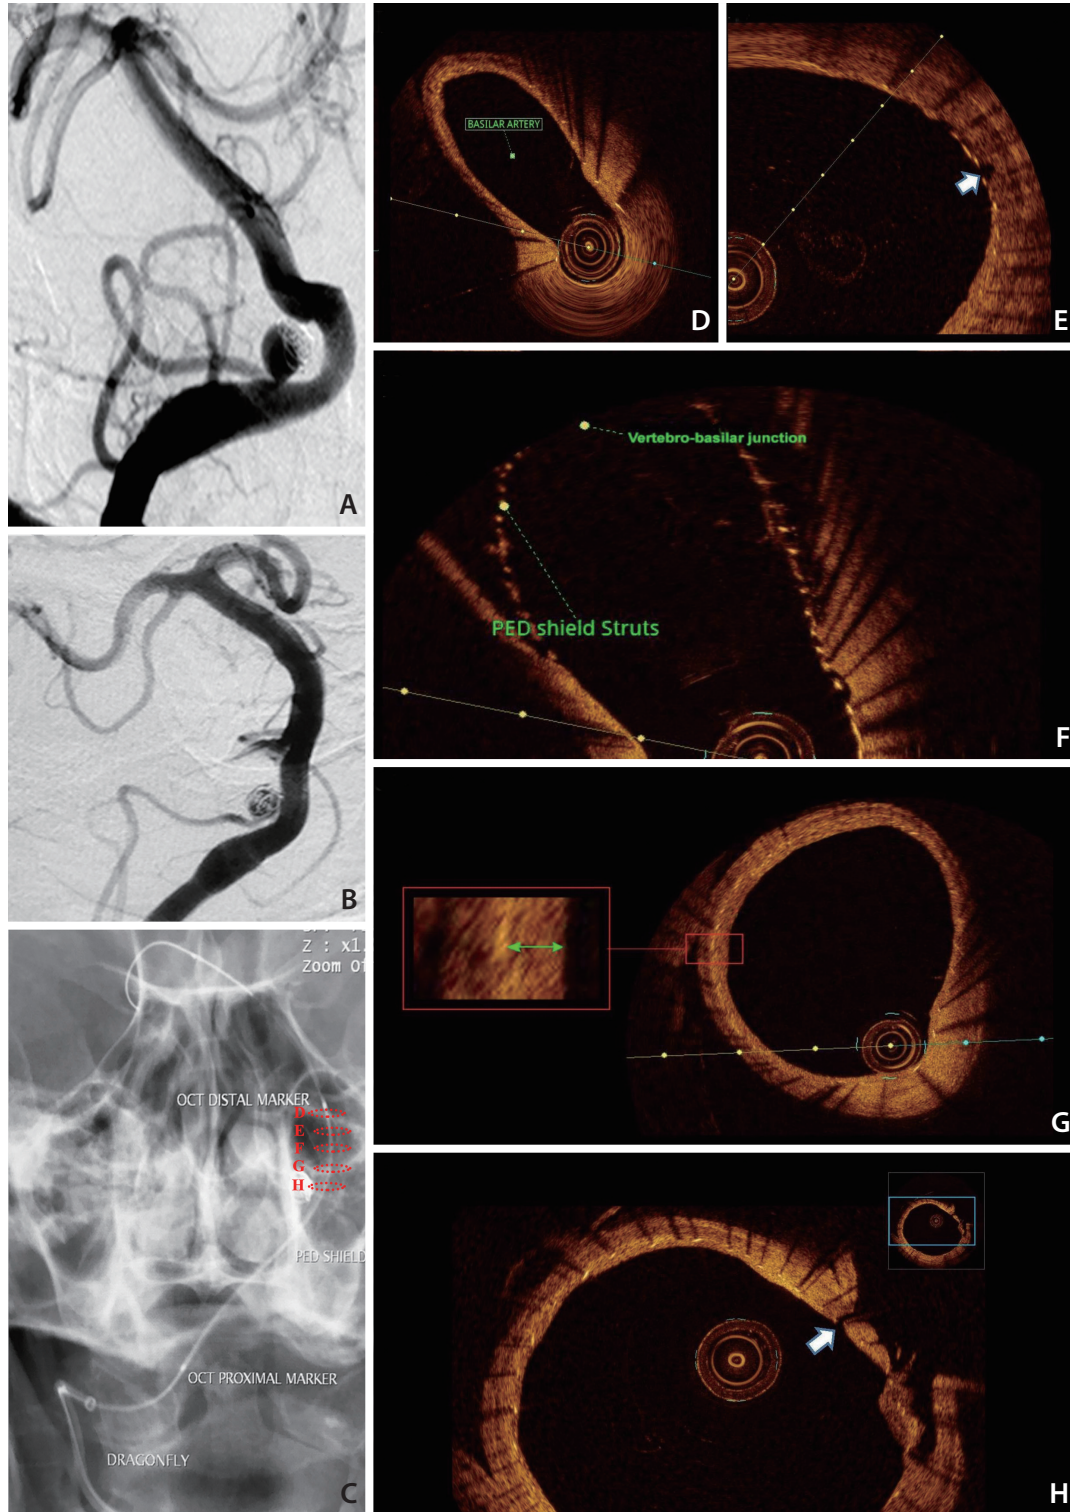 A
B
Z : x1.
Zoom Of
OCT DISTAL MARKER
D
E
F
G
H
PED SHIELD
OCT PROXIMAL MARKER
DRAGONFLY
C
BASILAR ARTERY
D
E
Vertebro-basilar junction
PED shield Struts
F
G
H